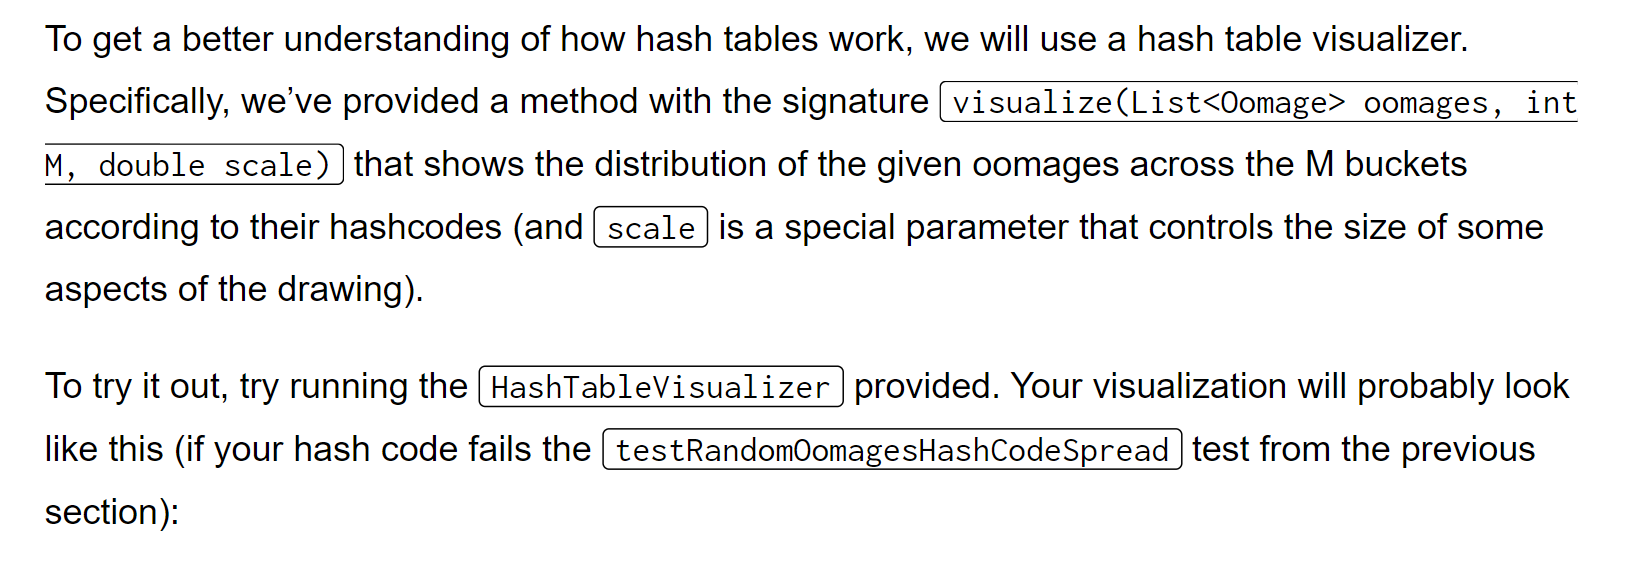 To get a better understanding of how hash tables work, we will use a hash table visualizer.
Specifically, we’ve provided a method with the signature visualize(List<Oomage> oomages, int
M, double scale) that shows the distribution of the given oomages across the M buckets
according to their hashcodes (and scale is a special parameter that controls the size of some
aspects of the drawing).
To try it out, try running the HashTableVisualizer provided. Your visualization will probably look
like this (if your hash code fails the testRandomOomagesHashCodeSpread test from the previous
section):